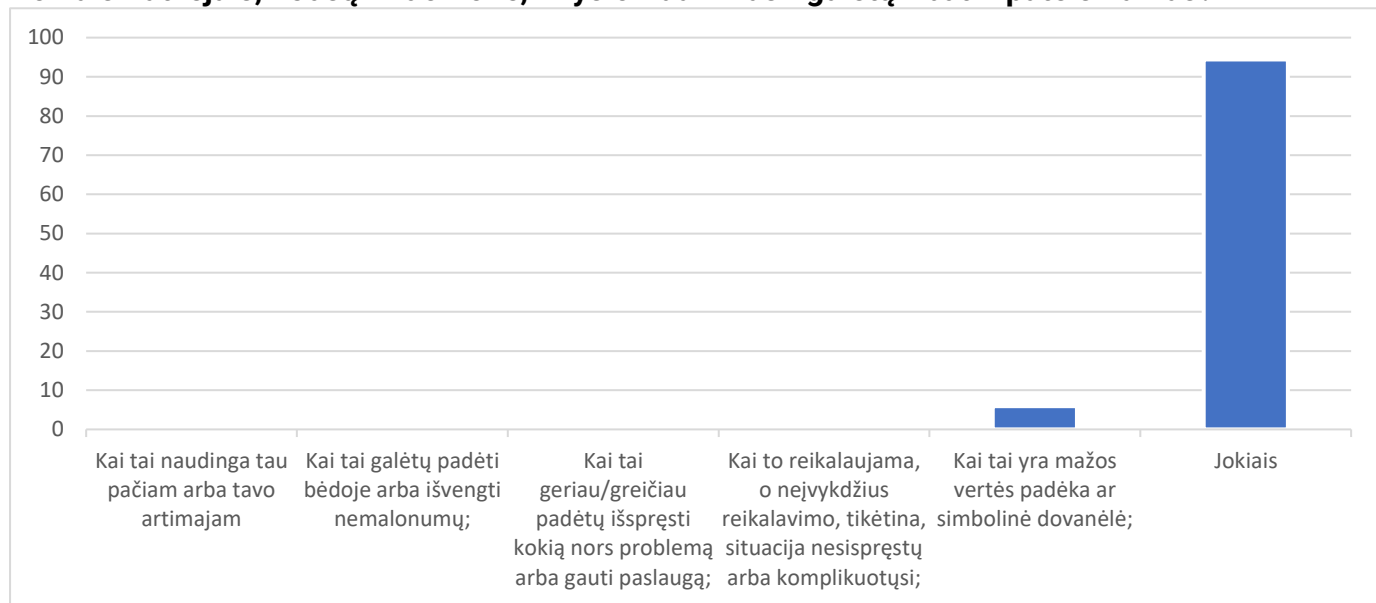 100
90
80
70
60
50
40
30
20
10
0
Kai tai naudinga tau
pačiam arba tavo
artimajam
Kai tai galėtų padėti
bėdoje arba išvengti
nemalonumų;
Kai tai
geriau/greičiau
padėtų išspręsti
kokią nors problemą
arba gauti paslaugą;
Kai to reikalaujama,
o neįvykdžius
reikalavimo, tikėtina,
situacija nesispręstų
arba komplikuotųsi;
Kai tai yra mažos
vertės padėka ar
simbolinė dovanėlė;
Jokiais